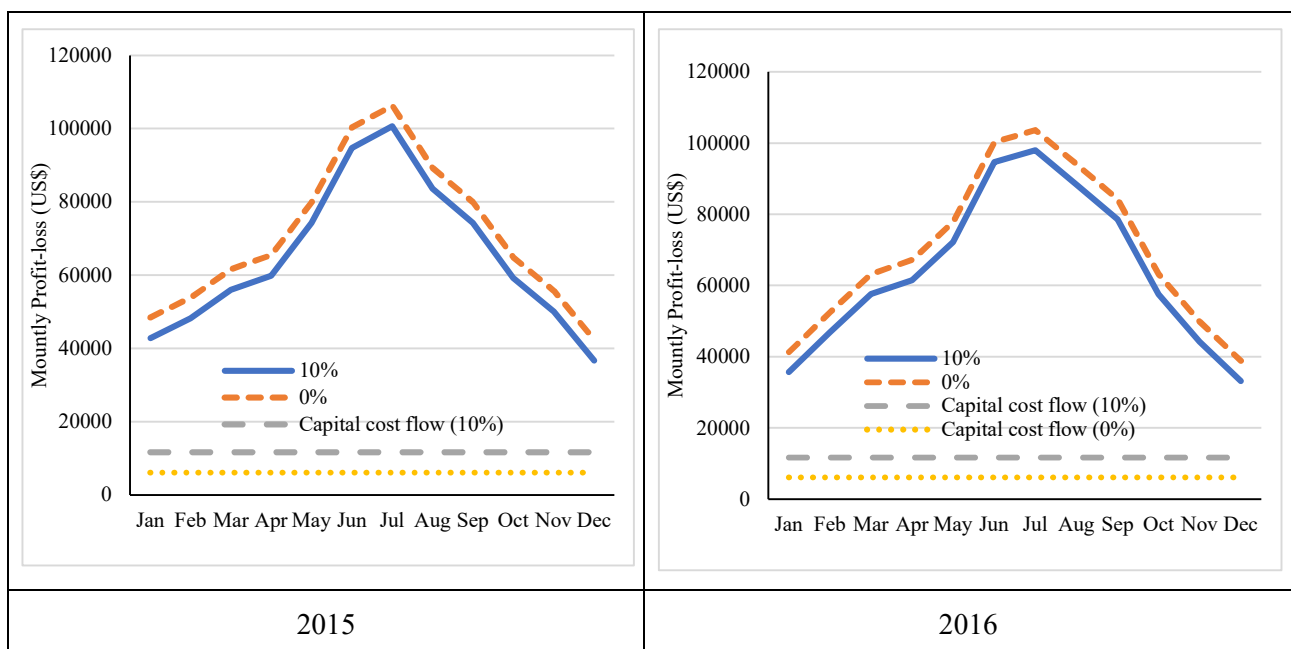 120000
100000
80000
60000
40000
20000
0
Mountly Profit-loss (US$)
10%
0%
Capital cost flow (10%)
Jan Feb Mar Apr May Jun Jul Aug Sep Oct Nov Dec
2015
120000
100000
80000
60000
40000
20000
0
Mountly Profit-loss (US$)
10%
0%
Capital cost flow (10%)
Capital cost flow (0%)
Jan Feb Mar Apr May Jun Jul Aug Sep Oct Nov Dec
2016